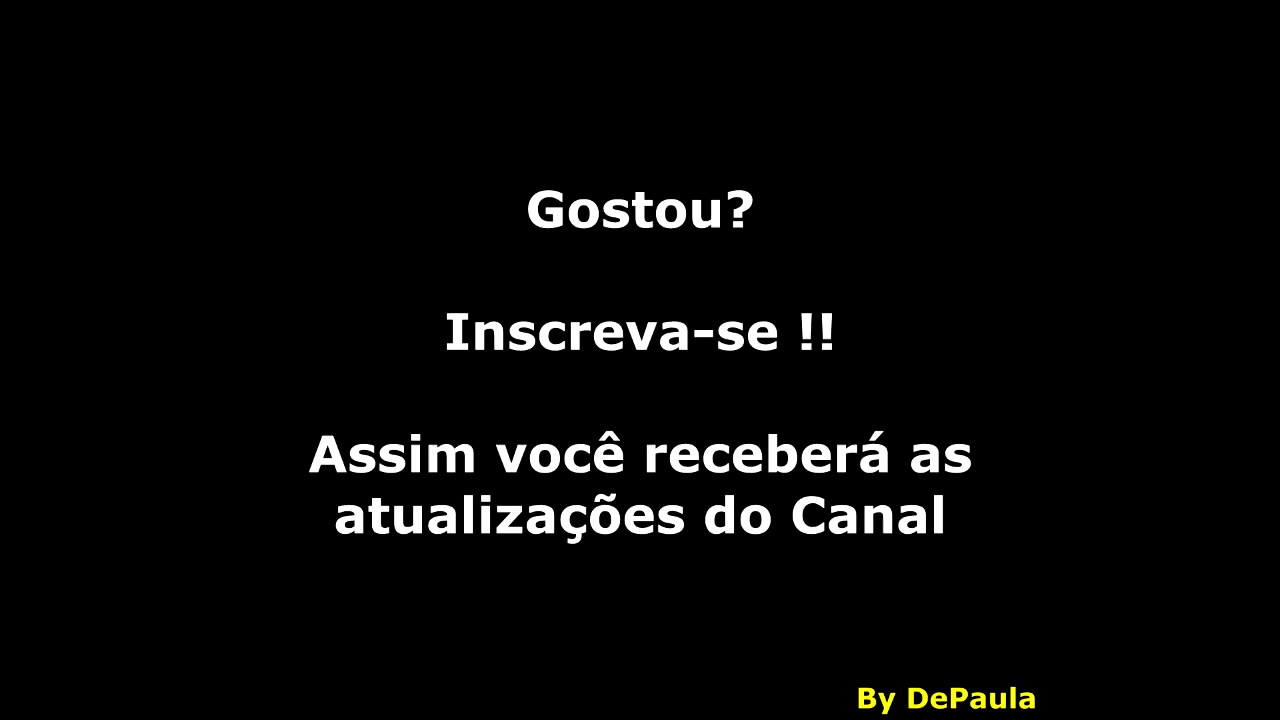 Gostou?
Inscreva-se !!
Assim você receberá as
atualizações do Canal
By DePaula